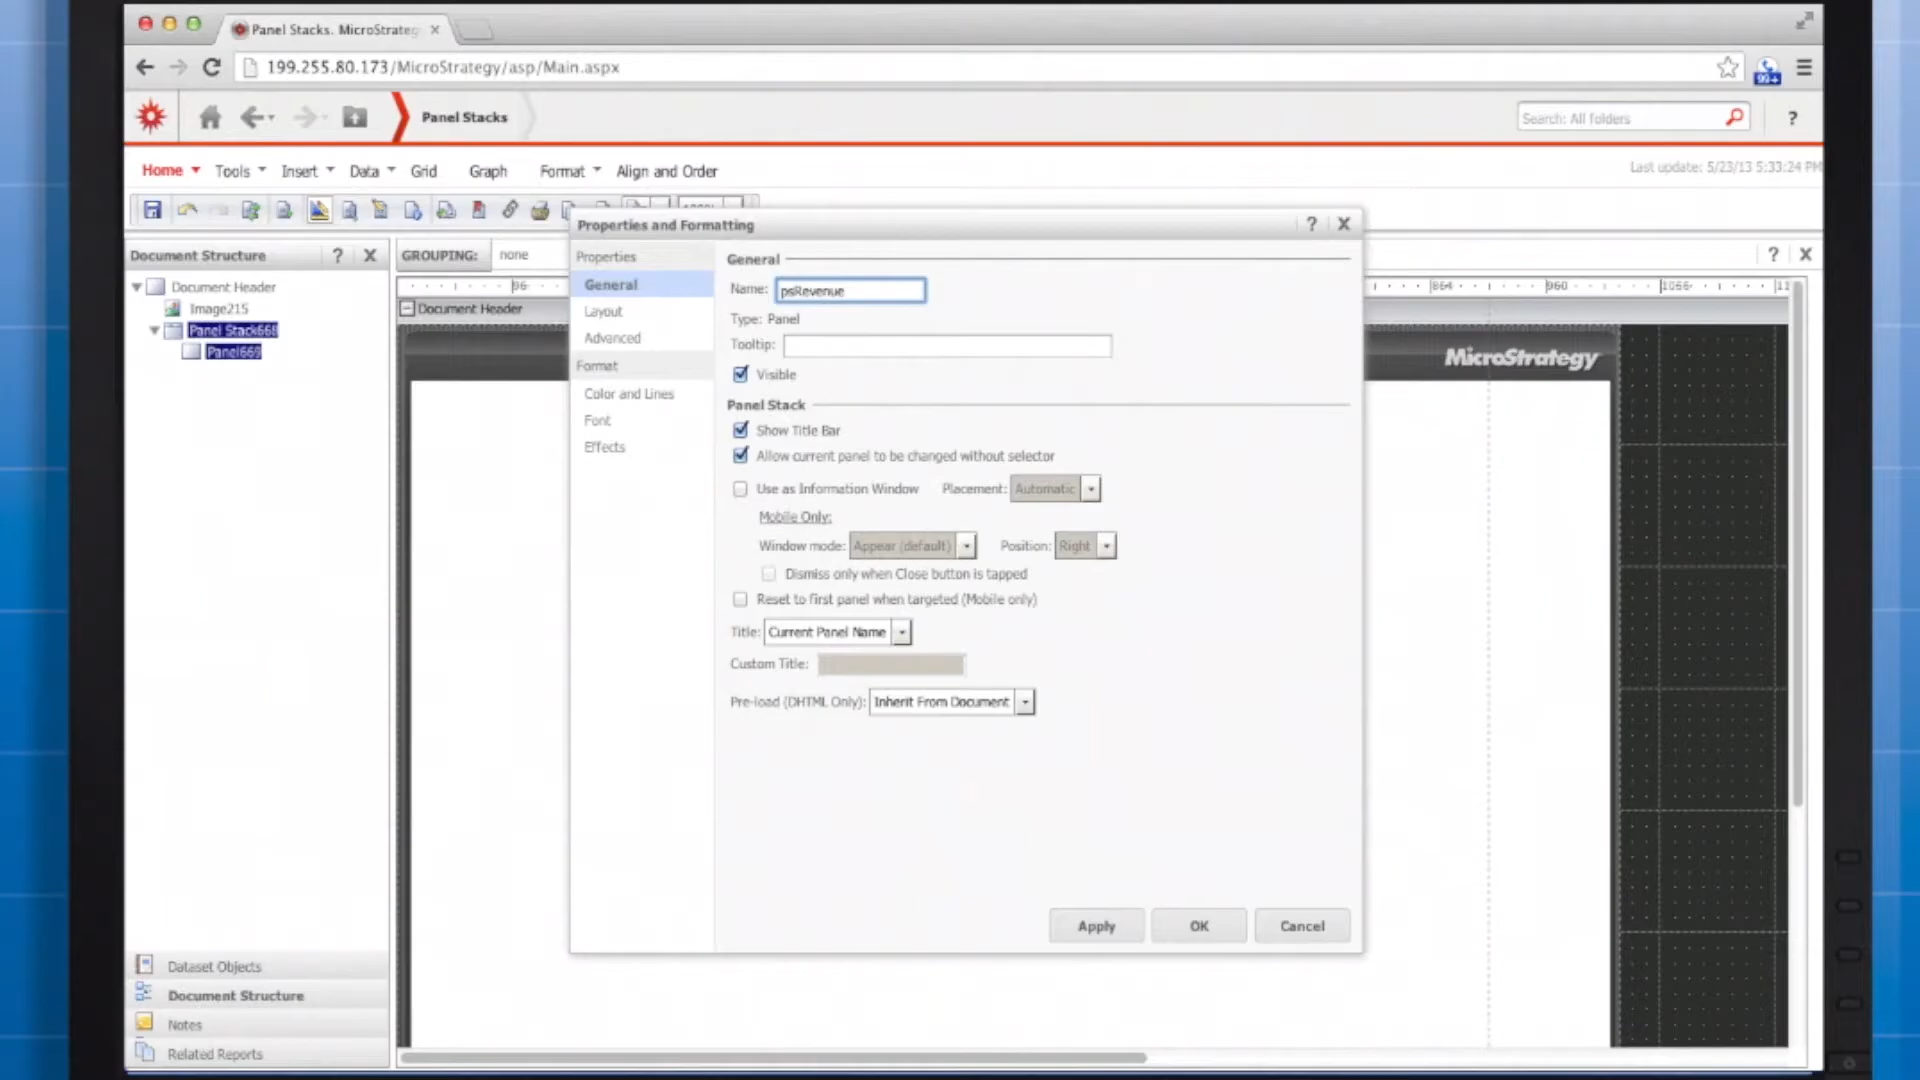 Panel Stacks. MicroStrateg
199.255.80.173/MicroStrategy/asp/Main.aspx
99+
Panel Stacks
Search: All folders
?
Home Tools Insert Data Grid Graph Format Align and Order
Last update: 5/23/13 5:33:24 PM
Document Structure ? X
GROUPING: none
? X
Document Header
Image215
Panel Stack668
Panel669
96
864 960 1056 11
Document Header
MicroStrategy
Properties and Formatting ? X
Properties
General
Layout
Advanced
Format
Color and Lines
Font
Effects
General
Name: psRevenue
Type: Panel
Tooltip:
Visible
Panel Stack
Show Title Bar
Allow current panel to be changed without selector
Use as Information Window Placement: Automatic
Mobile Only:
Window mode: Appear (default) Position: Right
Dismiss only when Close button is tapped
Reset to first panel when targeted (Mobile only)
Title: Current Panel Name
Custom Title:
Pre-load (DHTML Only): Inherit From Document
Apply OK Cancel
Dataset Objects
Document Structure
Notes
Related Reports